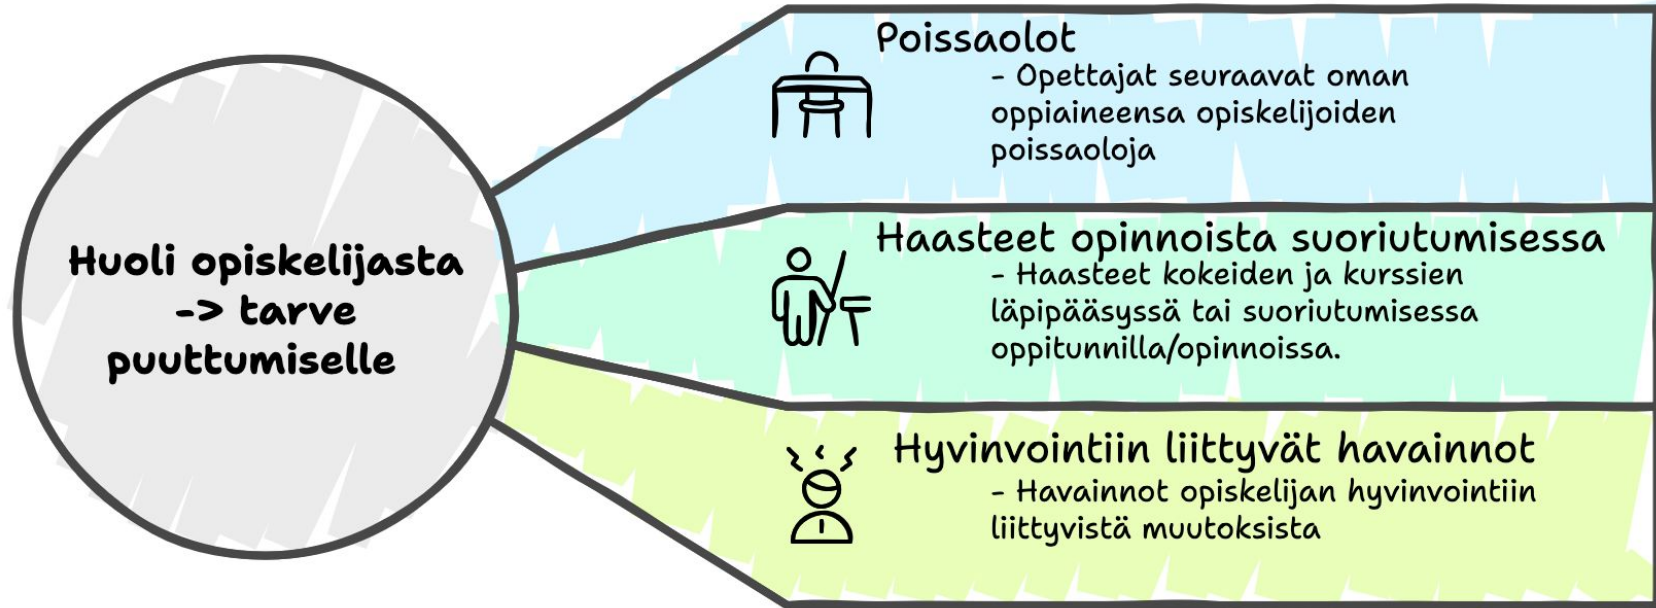 Huoli opiskelijasta
-> tarve
puuttumiselle
Poissaolot
- Opettajat seuraavat oman
oppiaineensa opiskelijoiden
poissaoloja
Haasteet opinnoista suoriutumisessa
- Haasteet kokeiden ja kurssien
läpipääsyssä tai suoriutumisessa
oppitunnilla/opinnoissa.
Hyvinvointiin liittyvät havainnot
- Havainnot opiskelijan hyvinvointiin
liittyvistä muutoksista